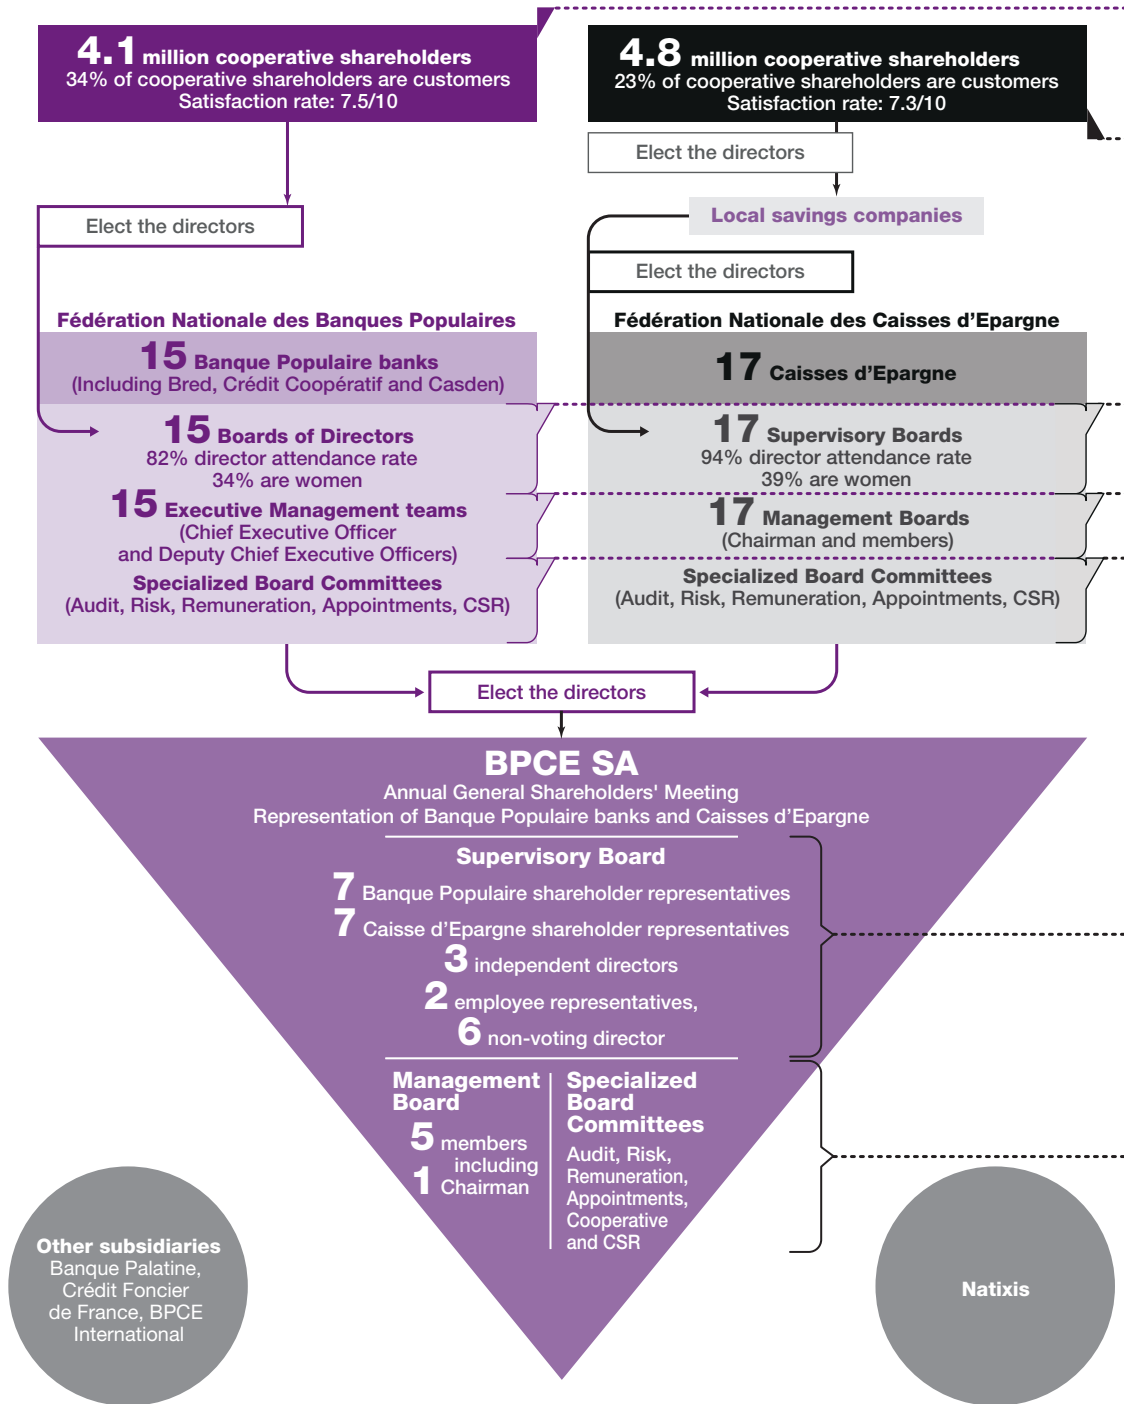 4.1 million cooperative shareholders
34% of cooperative shareholders are customers
Satisfaction rate: 7.5/10
Elect the directors
Fédération Nationale des Banques Populaires
15 Banque Populaire banks
(Including Bred, Crédit Coopératif and Casden)
15 Boards of Directors
82% director attendance rate
34% are women
15 Executive Management teams
(Chief Executive Officer
and Deputy Chief Executive Officers)
Specialized Board Committees
(Audit, Risk, Remuneration, Appointments, CSR)
4.8 million cooperative shareholders
23% of cooperative shareholders are customers
Satisfaction rate: 7.3/10
Elect the directors
Local savings companies
Elect the directors
Fédération Nationale des Caisses d’Epargne
17 Caisses d’Epargne
17 Supervisory Boards
94% director attendance rate
39% are women
17 Management Boards
(Chairman and members)
Specialized Board Committees
(Audit, Risk, Remuneration, Appointments, CSR)
Elect the directors
BPCE SA
Annual General Shareholders' Meeting
Representation of Banque Populaire banks and Caisses d’Epargne
Supervisory Board
7 Banque Populaire shareholder representatives
7 Caisse d’Epargne shareholder representatives
3 independent directors
2 employee representatives,
6 non-voting director
Management
Board
5 members
including
1 Chairman
Specialized
Board
Committees
Audit, Risk,
Remuneration,
Appointments,
Cooperative
and CSR
Other subsidiaries
Banque Palatine,
Crédit Foncier
de France, BPCE
International
Natixis